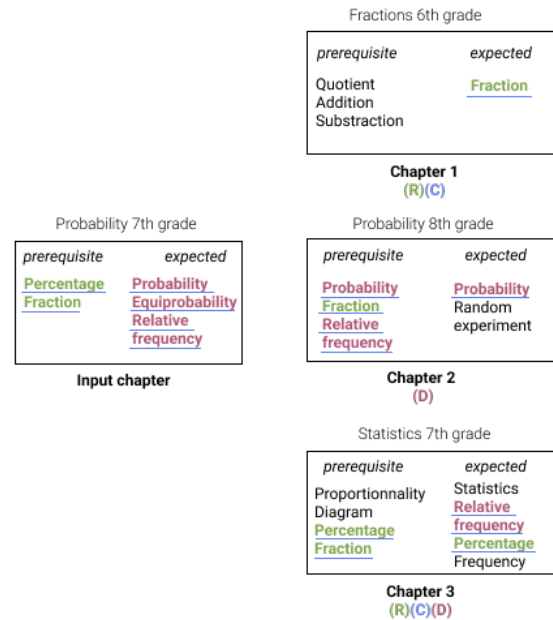 Fractions 6th grade
prerequisite expected
Quotient Fraction
Addition
Substraction
Chapter 1
(R)(C)
Probability 7th grade
prerequisite expected
Percentage Probability
Fraction Equiprobability
Relative
frequency
Input chapter
Probability 8th grade
prerequisite expected
Probability Probability
Fraction Random
Relative experiment
frequency
Chapter 2
(D)
Statistics 7th grade
prerequisite expected
Proportionnality Statistics
Diagram Relative
Percentage frequency
Fraction Percentage
Frequency
Chapter 3
(R)(C)(D)